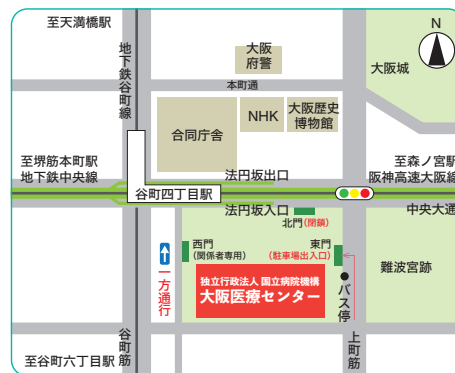 至天満橋駅
N
地下鉄谷町線
大阪
府警
大阪城
本町通
合同庁舎
NHK
大阪歴史
博物館
至堺筋本町駅
地下鉄中央線
法円坂出口
至森ノ宮駅
阪神高速大阪線
谷町四丁目駅
法円坂入口
中央大通
北門(閉鎖)
西門
(関係者専用)
東門
(駐車場出入口)
一方通行
独立行政法人 国立病院機構
大阪医療センター
バス停
難波宮跡
谷町筋
上町筋
至谷町六丁目駅